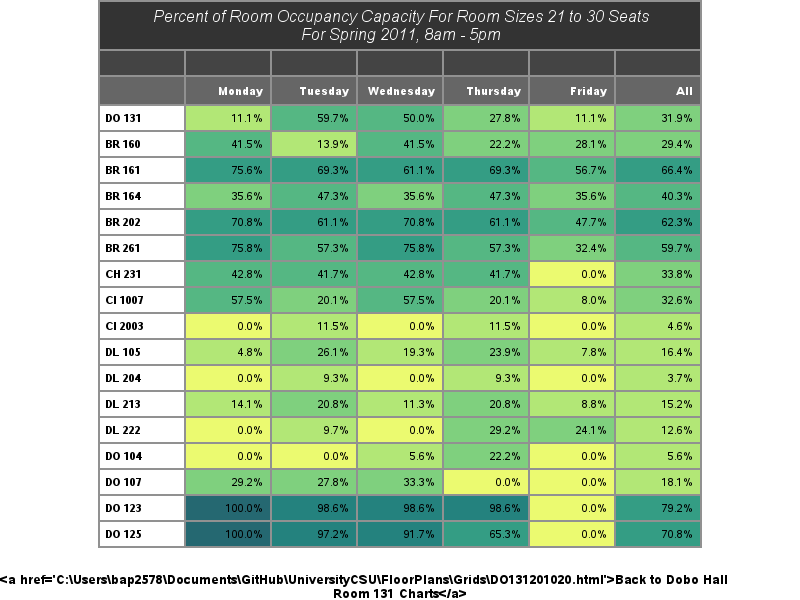 Percent of Room Occupancy Capacity For Room Sizes 21 to 30 Seats
For Spring 2011, 8am - 5pm
Monday Tuesday Wednesday Thursday Friday All
DO 131 11.1% 59.7% 50.0% 27.8% 11.1% 31.9%
BR 160 41.5% 13.9% 41.5% 22.2% 28.1% 29.4%
BR 161 75.6% 69.3% 61.1% 69.3% 56.7% 66.4%
BR 164 35.6% 47.3% 35.6% 47.3% 35.6% 40.3%
BR 202 70.8% 61.1% 70.8% 61.1% 47.7% 62.3%
BR 261 75.8% 57.3% 75.8% 57.3% 32.4% 59.7%
CH 231 42.8% 41.7% 42.8% 41.7% 0.0% 33.8%
CI 1007 57.5% 20.1% 57.5% 20.1% 8.0% 32.6%
CI 2003 0.0% 11.5% 0.0% 11.5% 0.0% 4.6%
DL 105 4.8% 26.1% 19.3% 23.9% 7.8% 16.4%
DL 204 0.0% 9.3% 0.0% 9.3% 0.0% 3.7%
DL 213 14.1% 20.8% 11.3% 20.8% 8.8% 15.2%
DL 222 0.0% 9.7% 0.0% 29.2% 24.1% 12.6%
DO 104 0.0% 0.0% 5.6% 22.2% 0.0% 5.6%
DO 107 29.2% 27.8% 33.3% 0.0% 0.0% 18.1%
DO 123 100.0% 98.6% 98.6% 98.6% 0.0% 79.2%
DO 125 100.0% 97.2% 91.7% 65.3% 0.0% 70.8%
<a href='C:\Users\bap2578\Documents\GitHub\UniversityCSU\FloorPlans\Grids\DO131201020.html'>Back to Dobo Hall
Room 131 Charts</a>